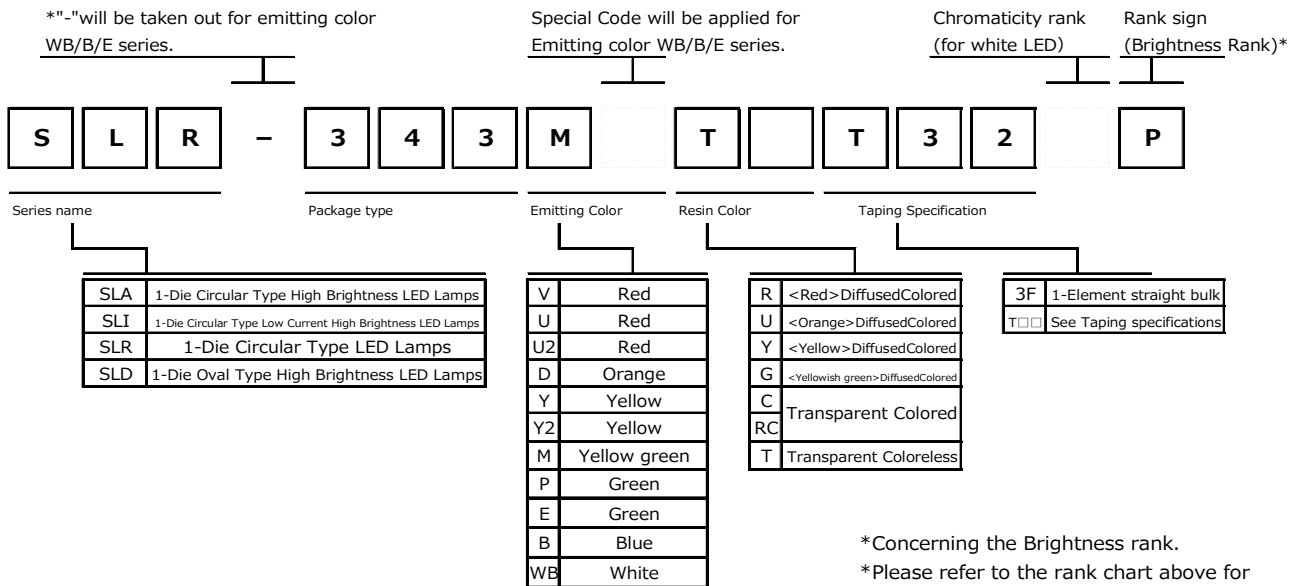 *"-"will be taken out for emitting color
WB/B/E series.
Special Code will be applied for
Emitting color WB/B/E series.
Chromaticity rank
(for white LED)
Rank sign
(Brightness Rank)*
S L R – 3 4 3 M T T 3 2 P
Series name
Package type
Emitting Color
Resin Color
Taping Specification
SLA 1-Die Circular Type High Brightness LED Lamps
SLI 1-Die Circular Type Low Current High Brightness LED Lamps
SLR 1-Die Circular Type LED Lamps
SLD 1-Die Oval Type High Brightness LED Lamps
V Red
U Red
U2 Red
D Orange
Y Yellow
Y2 Yellow
M Yellow green
P Green
E Green
B Blue
WB White
R <Red>DiffusedColored
U <Orange>DiffusedColored
Y <Yellow>DiffusedColored
G <Yellowish green>DiffusedColored
C
Transparent Colored
RC
T Transparent Coloreless
3F 1-Element straight bulk
T□□ See Taping specifications
*Concerning the Brightness rank.
*Please refer to the rank chart above for